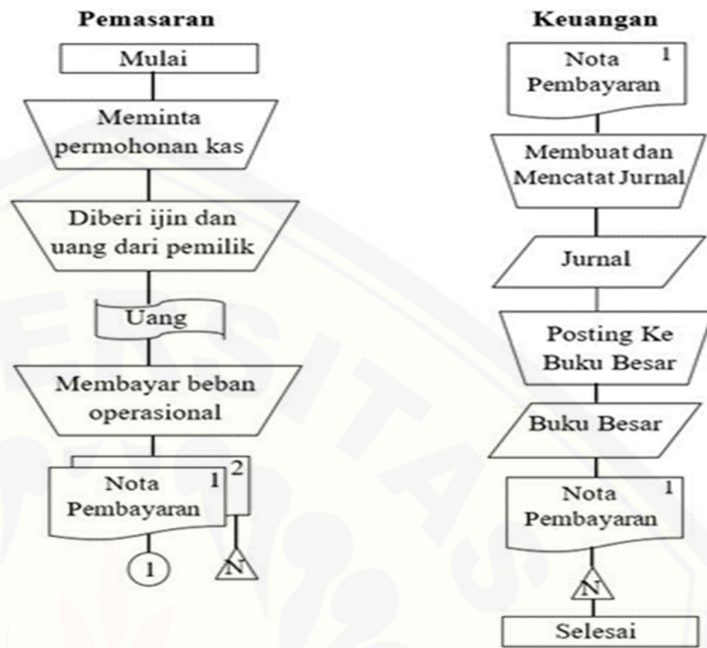 Pemasaran
Mulai
Meminta
permohonan kas
Diberi ijin dan
uang dari pemilik
Uang
Membayar beban
operasional
2
Nota 1
Pembayaran
1
N
Keuangan
Nota 1
Pembayaran
Membuat dan
Mencatat Jurnal
Jurnal
Posting Ke
Buku Besar
Buku Besar
Nota 1
Pembayaran
N
Selesai
ERSITAS